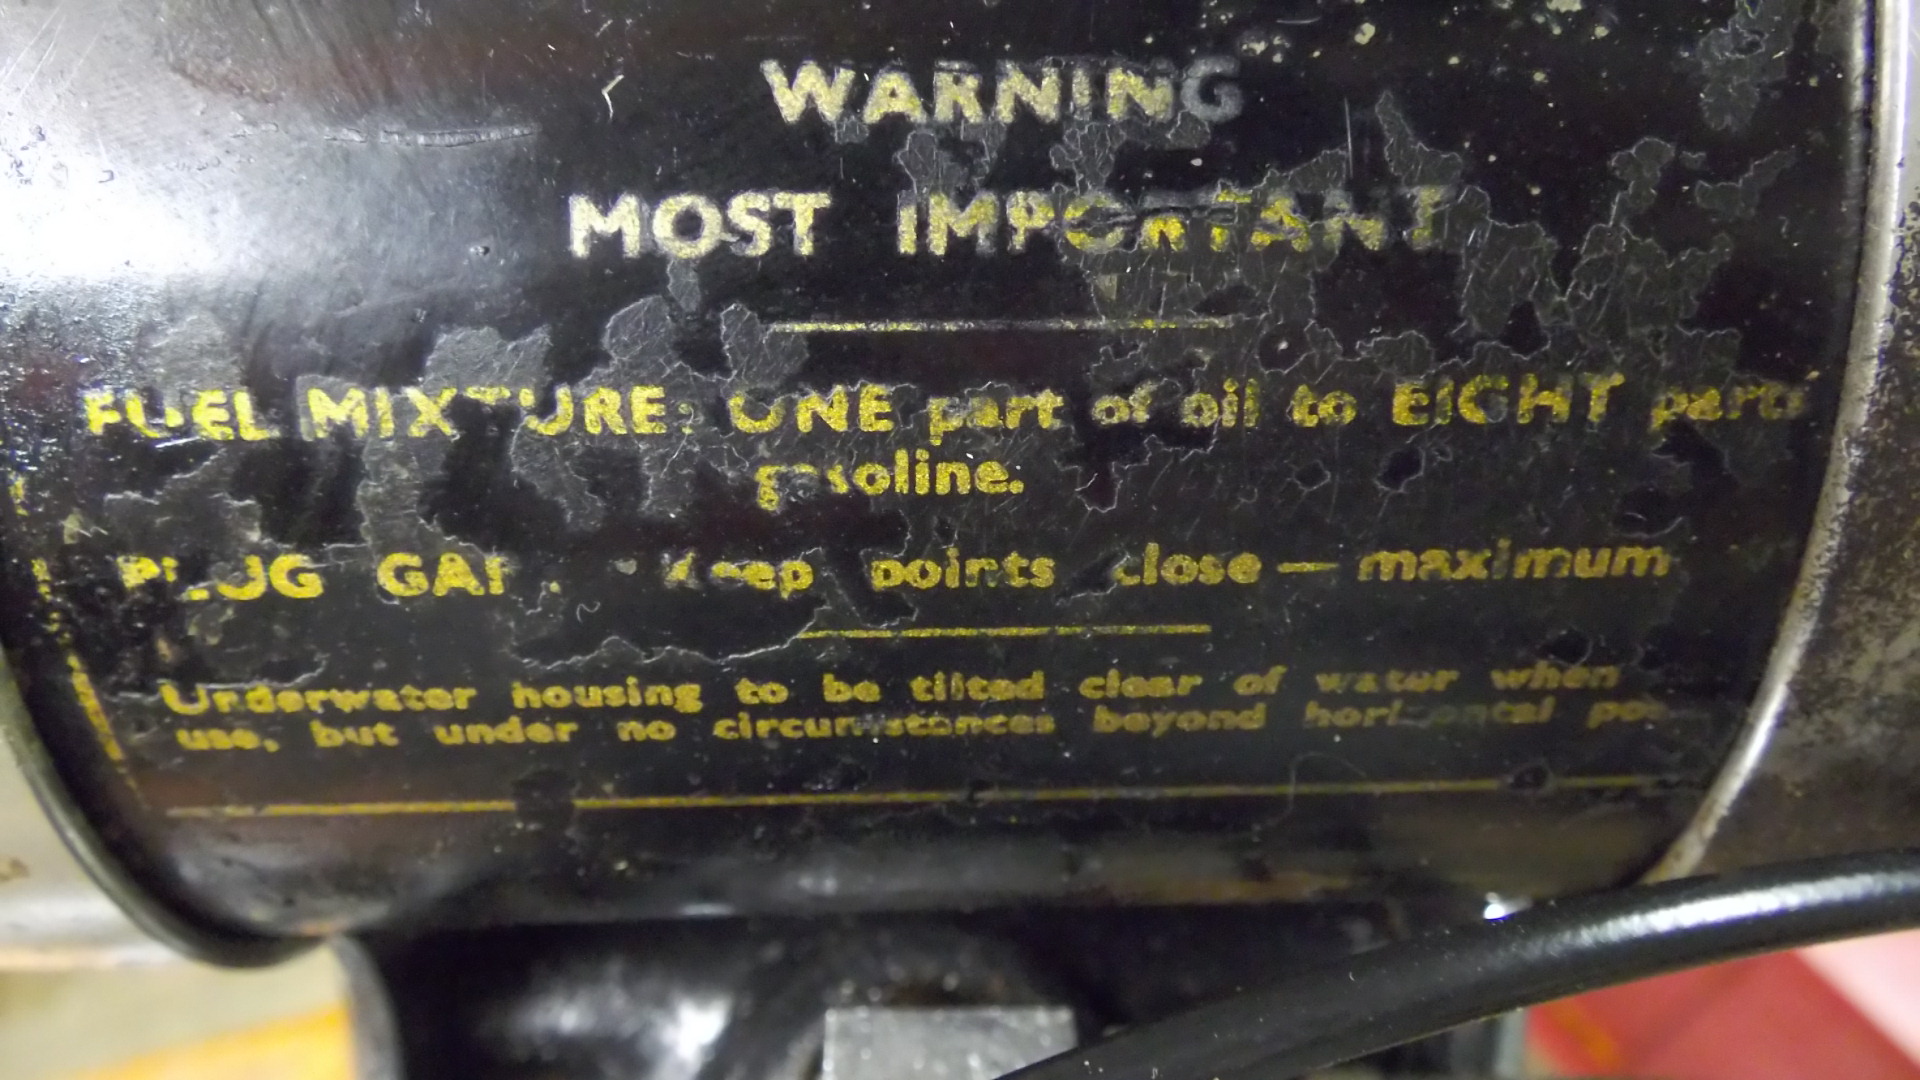 WARNING
MOST IMPORTANT
FUEL MIXTURE: ONE part of oil to EIGHT parts
gasoline.
PLUG GAP Keep points close — maximum
Underwater housing to be tilted clear of water when
use, but under no circumstances beyond horizontal